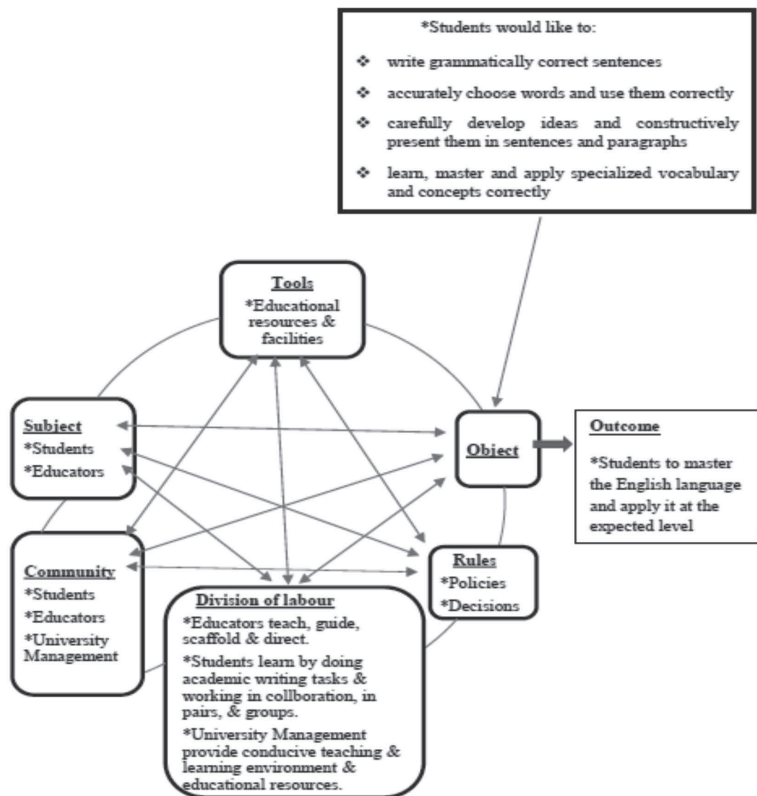 *Students would like to:
❖ write grammatically correct sentences
❖ accurately choose words and use them correctly
❖ carefully develop ideas and constructively
present them in sentences and paragraphs
❖ learn, master and apply specialized vocabulary
and concepts correctly
Tools
*Educational
resources &
facilities
Subject
*Students
*Educators
Object
Outcome
*Students to master
the English language
and apply it at the
expected level
Community
*Students
*Educators
*University
Management
Rules
*Policies
*Decisions
Division of labour
*Educators teach, guide,
scaffold & direct.
*Students learn by doing
academic writing tasks &
working in collboration, in
pairs, & groups.
*University Management
provide conducive teaching &
learning environment &
educational resources.